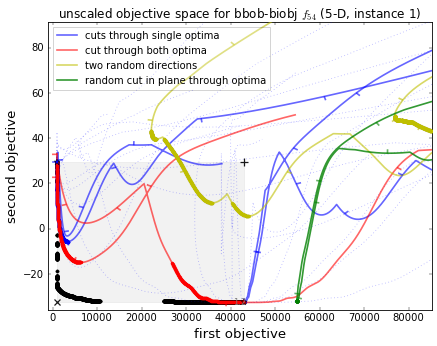 unscaled objective space for bbob-biobj f54 (5-D, instance 1)
cuts through single optima
cut through both optima
two random directions
random cut in plane through optima
second objective
80
60
40
20
0
−20
0 10000 20000 30000 40000 50000 60000 70000 80000
first objective